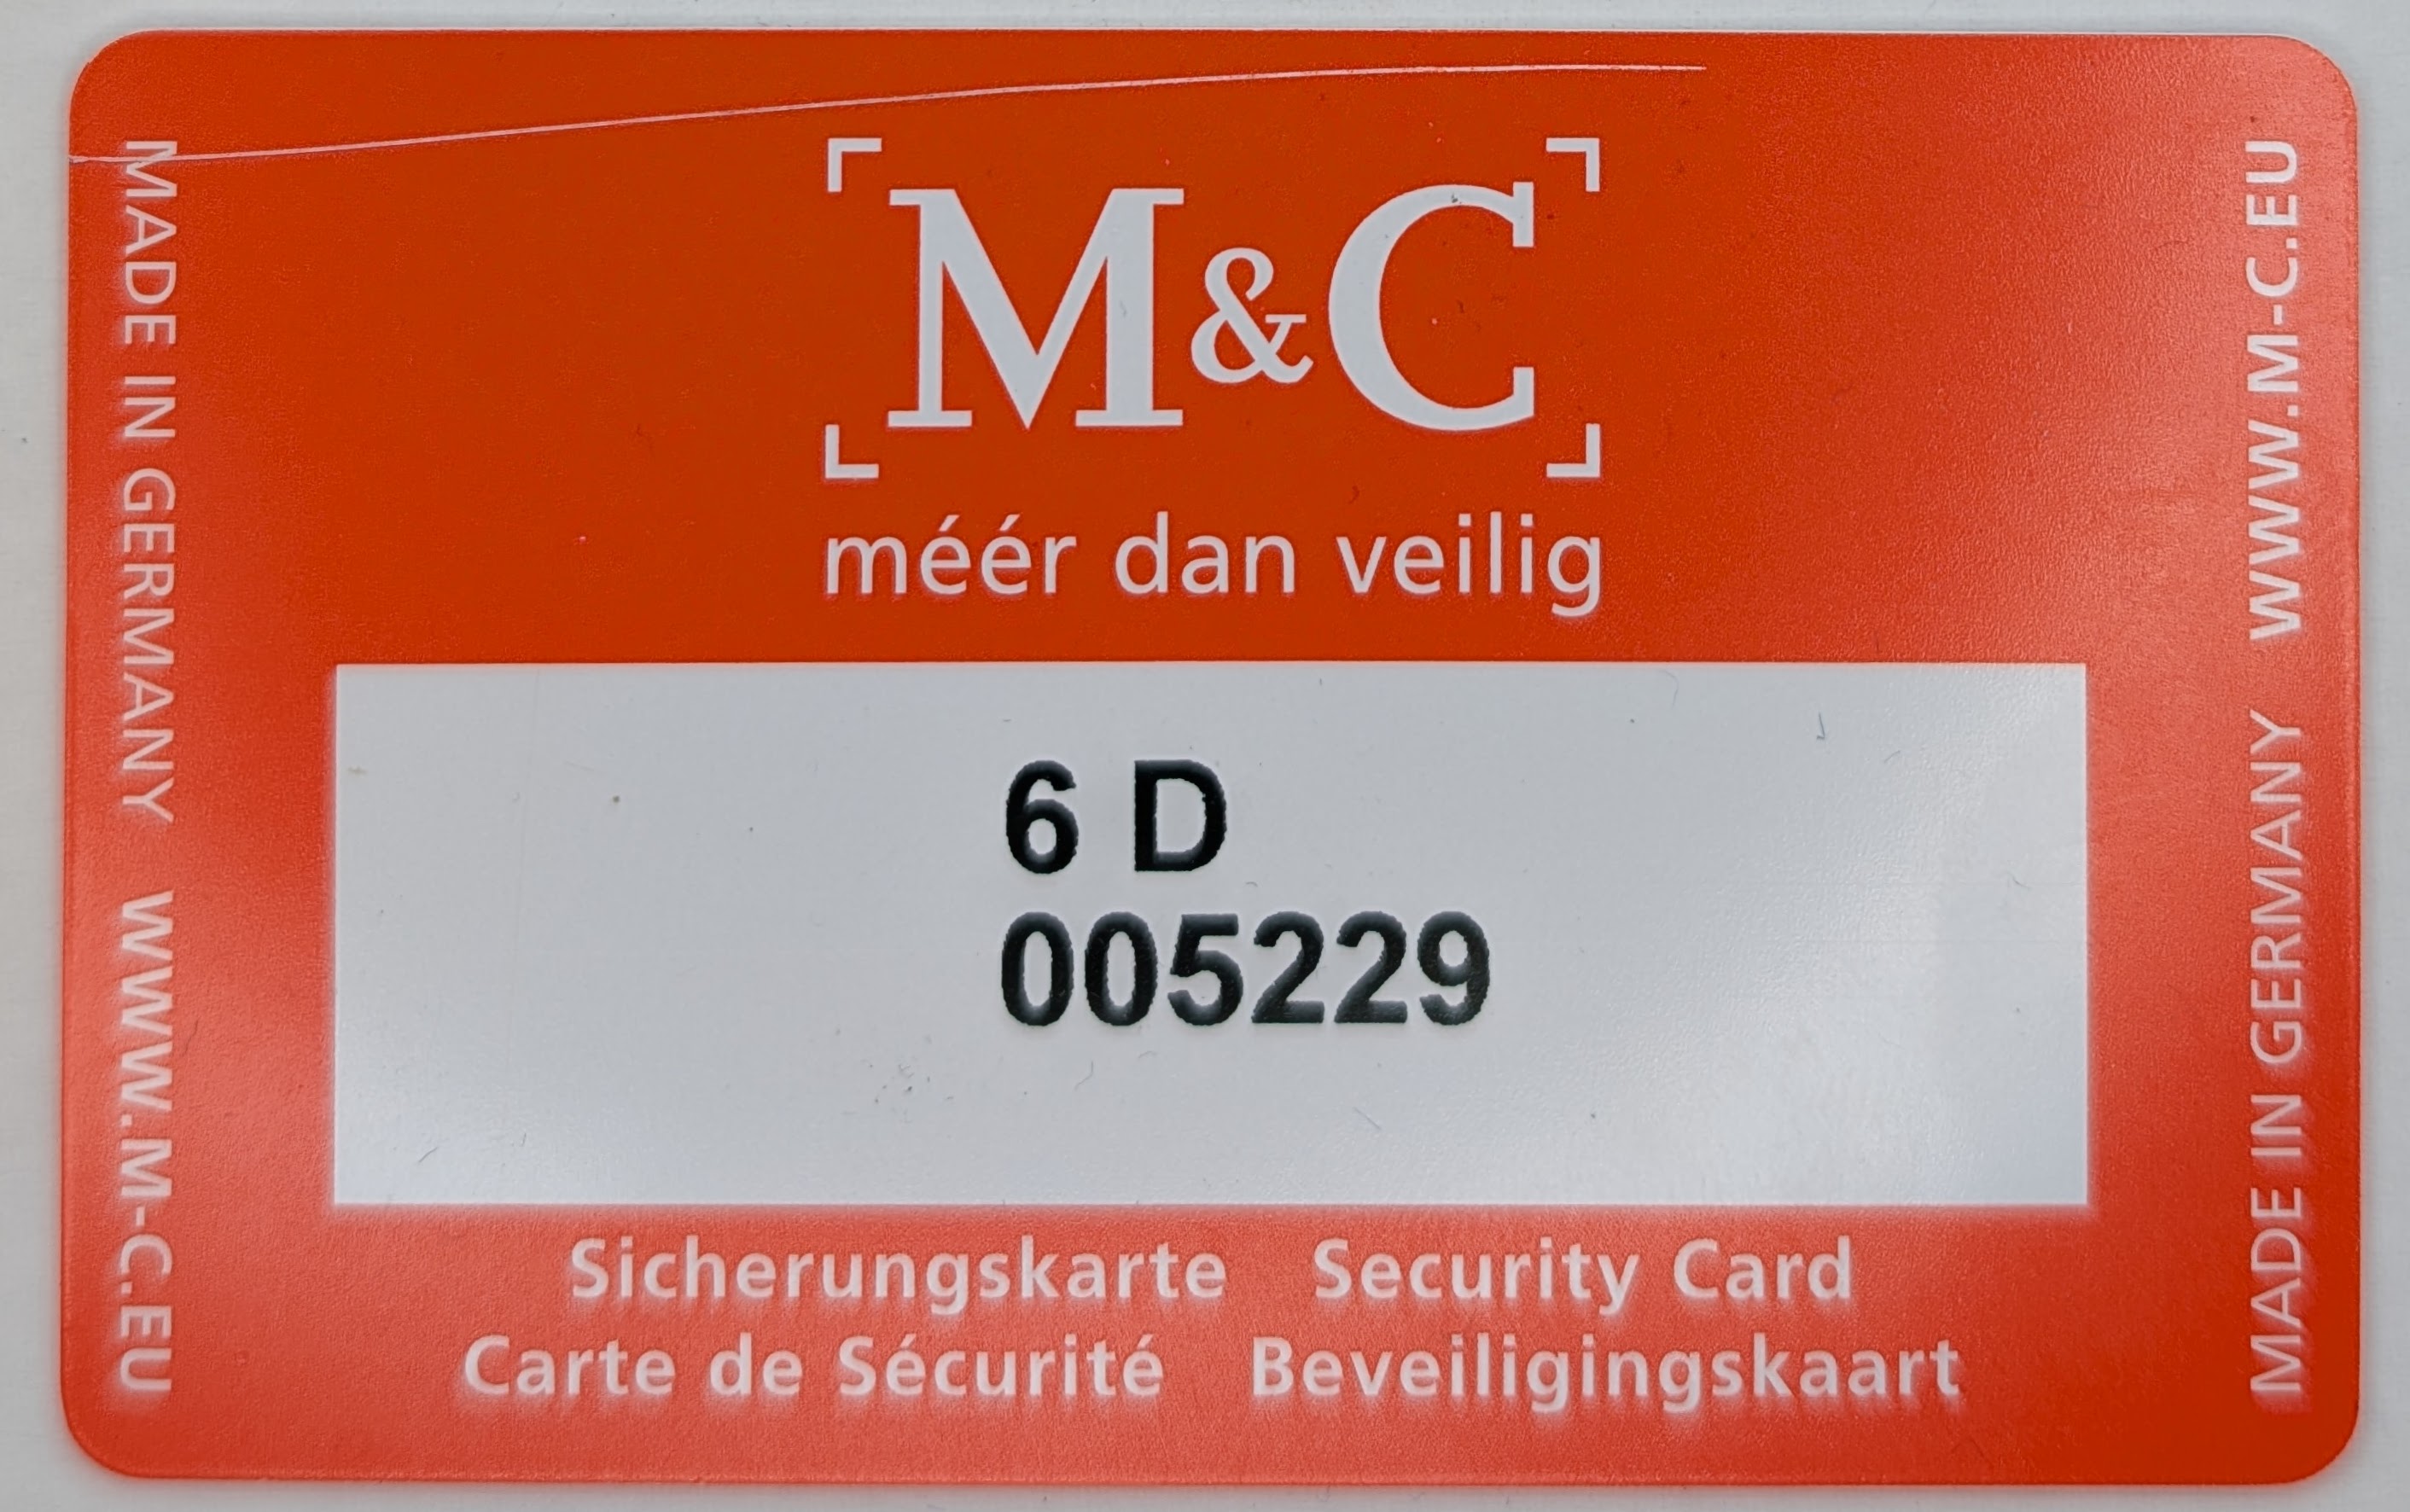 M&C
méér dan veilig
6 D
005229
Sicherungskarte Security Card
Carte de Sécurité Beveiligingskaart
MADE IN GERMANY WWW.M-C.EU
MADE IN GERMANY WWW.M-C.EU